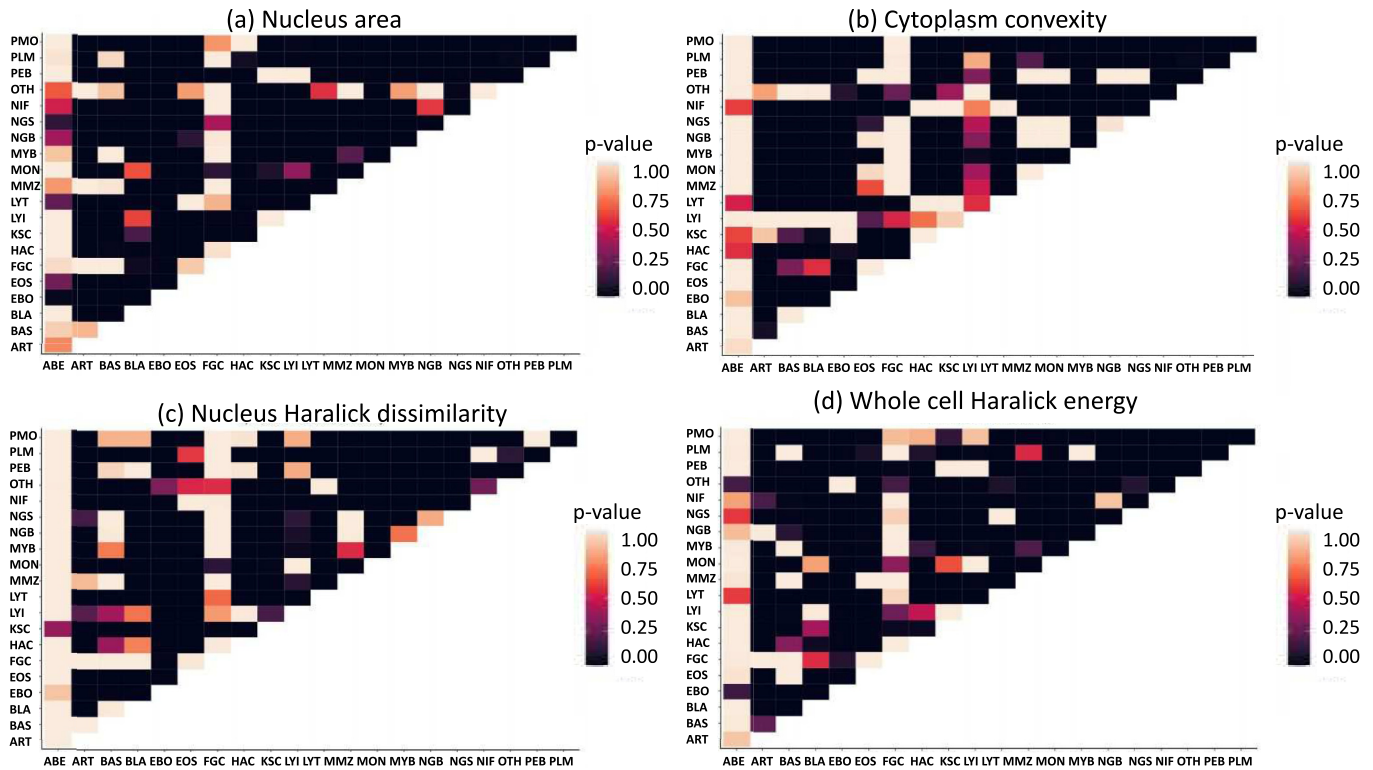 (a) Nucleus area
PMO
PLM
PEB
OTH
NIF
NGS
NGB
MYB
MON
MMZ
LYT
LYI
KSC
HAC
FGC
EOS
EBO
BLA
BAS
ART
ABE ART BAS BLA EBO EOS FGC HAC KSC LYI LYT MMZ MON MYB NGB NGS NIF OTH PEB PLM
p-value
1.00
0.75
0.50
0.25
0.00
(b) Cytoplasm convexity
PMO
PLM
PEB
OTH
NIF
NGS
NGB
MYB
MON
MMZ
LYT
LYI
KSC
HAC
FGC
EOS
EBO
BLA
BAS
ART
ABE ART BAS BLA EBO EOS FGC HAC KSC LYI LYT MMZ MON MYB NGB NGS NIF OTH PEB PLM
p-value
1.00
0.75
0.50
0.25
0.00
(c) Nucleus Haralick dissimilarity
PMO
PLM
PEB
OTH
NIF
NGS
NGB
MYB
MON
MMZ
LYT
LYI
KSC
HAC
FGC
EOS
EBO
BLA
BAS
ART
ABE ART BAS BLA EBO EOS FGC HAC KSC LYI LYT MMZ MON MYB NGB NGS NIF OTH PEB PLM
p-value
1.00
0.75
0.50
0.25
0.00
(d) Whole cell Haralick energy
PMO
PLM
PEB
OTH
NIF
NGS
NGB
MYB
MON
MMZ
LYT
LYI
KSC
HAC
FGC
EOS
EBO
BLA
BAS
ART
ABE ART BAS BLA EBO EOS FGC HAC KSC LYI LYT MMZ MON MYB NGB NGS NIF OTH PEB PLM
p-value
1.00
0.75
0.50
0.25
0.00